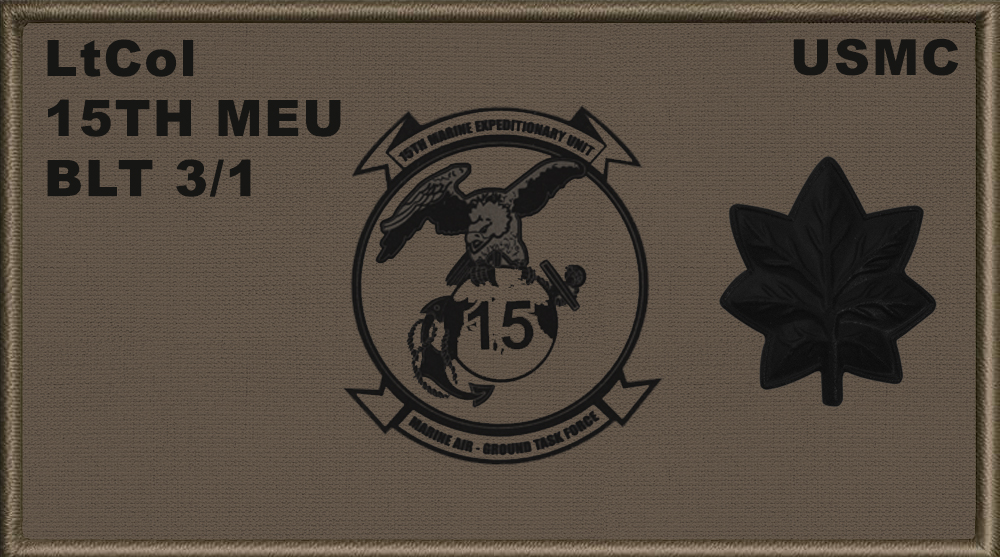 LtCol
USMC
15TH MEU
BLT 3/1
15TH MARINE EXPEDITIONARY UNIT
15
MARINE AIR - GROUND TASK FORCE